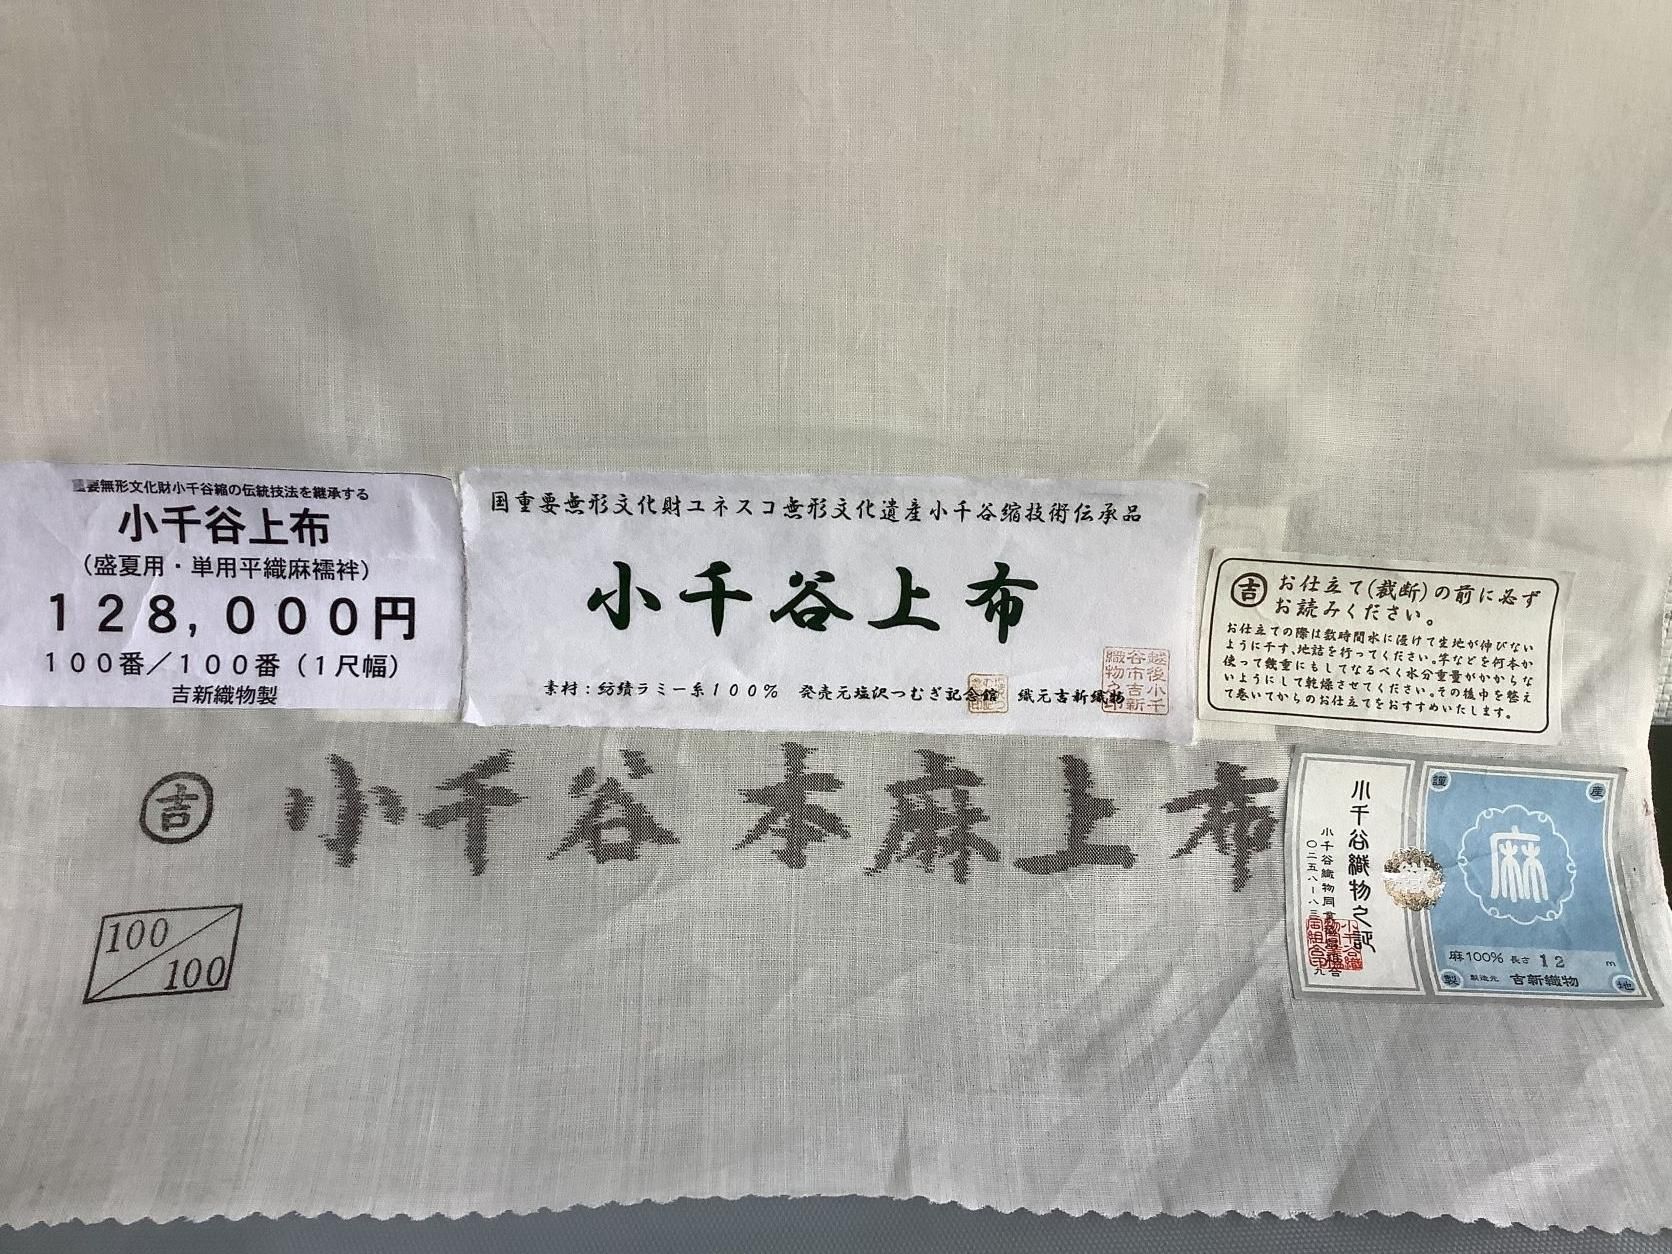 重要無形文化財小千谷縮の伝統技法を継承する
小千谷上布
（盛夏用・単用平織麻襦袢）
１２８,０００円
１００番／１００番（１尺幅）
吉新織物製
国重要無形文化財ユネスコ無形文化遺産小千谷縮技術伝承品
小千谷上布
素材：紡績ラミー糸１００％　発売元塩沢つむぎ記念館　織元吉新織物
越後小千
谷市吉新
織物之印
吉
お仕立て(裁断)の前に必ず
お読みください。
お仕立ての際は数時間水に浸けて生地が伸びない
ように干す、地詰を行ってください。竿などを何本か
使って幾重にもしてなるべく水分重量がかからな
いようにして乾燥させてください。その後巾を整え
て巻いてからのお仕立てをおすすめいたします。
吉 小千谷 本麻上布
100
100
小千谷織物之証
小千谷織物同業協同組合
〇二五八ー八三
謹
産
麻
麻100% 長さ 12 m
製 製造元 吉新織物 地